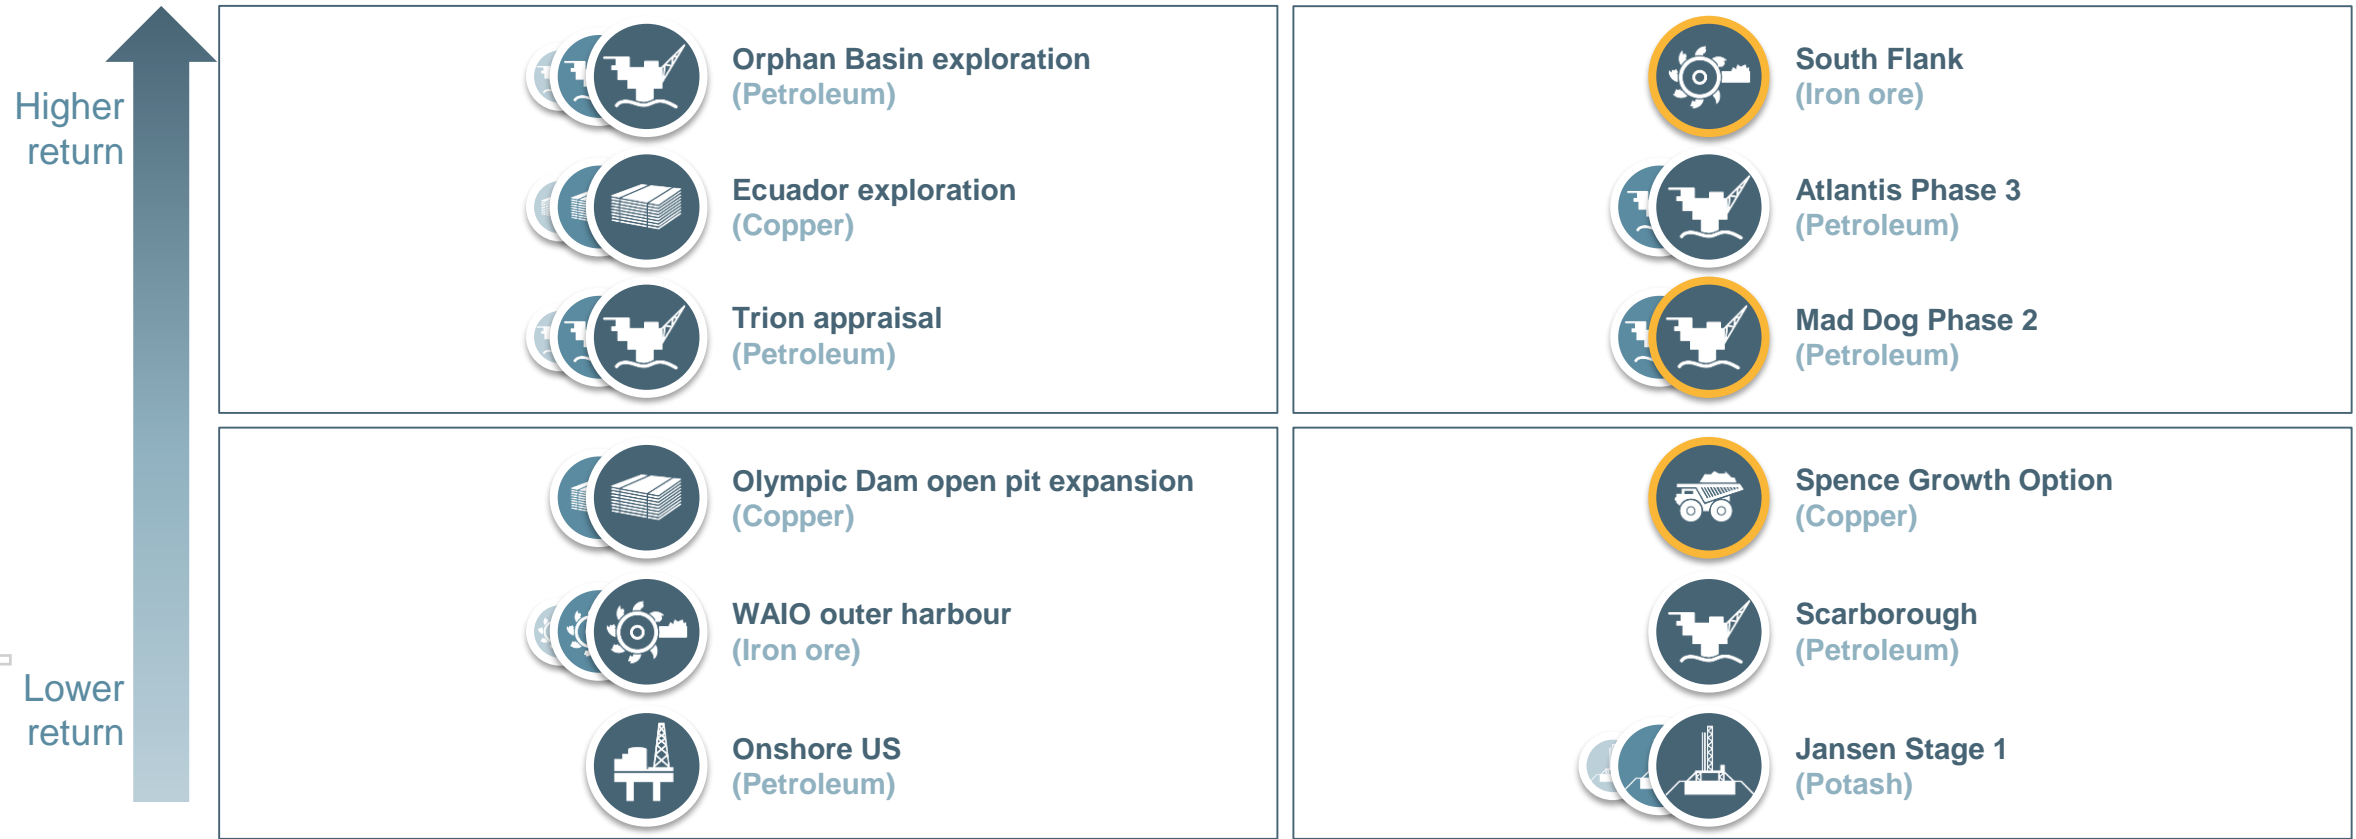 Higher
return
Orphan Basin exploration
(Petroleum)
Ecuador exploration
(Copper)
Trion appraisal
(Petroleum)
South Flank
(Iron ore)
Atlantis Phase 3
(Petroleum)
Mad Dog Phase 2
(Petroleum)
Lower
return
Olympic Dam open pit expansion
(Copper)
WAIO outer harbour
(Iron ore)
Onshore US
(Petroleum)
Spence Growth Option
(Copper)
Scarborough
(Petroleum)
Jansen Stage 1
(Potash)